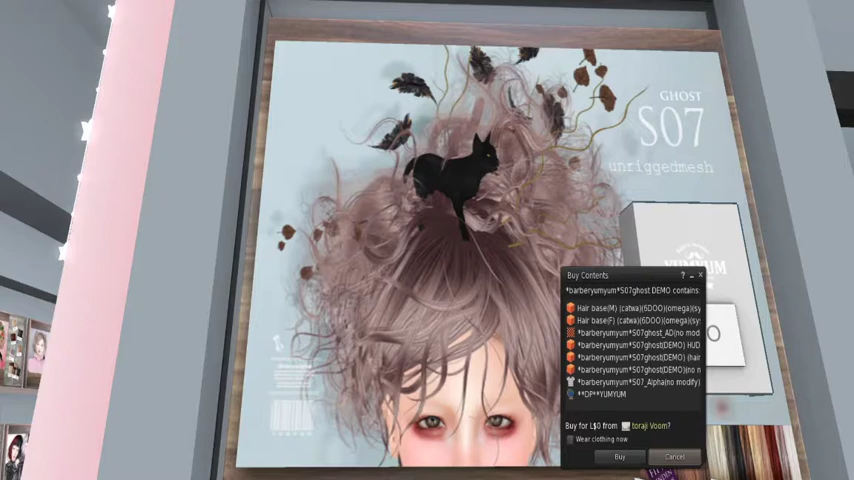 GHOST
S07
unriggedmesh
YUMYUM
Buy Contents
*barberyumyum*S07ghost DEMO contains:
Hair base(M) (catwa)(6DOO)(omega)(sy
Hair base(F) (catwa)(6DOO)(omega)(sy
*barberyumyum*S07ghost_AD(no mod
*barberyumyum*S07ghost(DEMO) HUD
*barberyumyum*S07ghost(DEMO) (hair
*barberyumyum*S07ghost(DEMO)(no m
*barberyumyum*S07_Alpha(no modify)
**DP**YUMYUM
Buy for L$0 from toraji Voom?
Wear clothing now
Buy Cancel